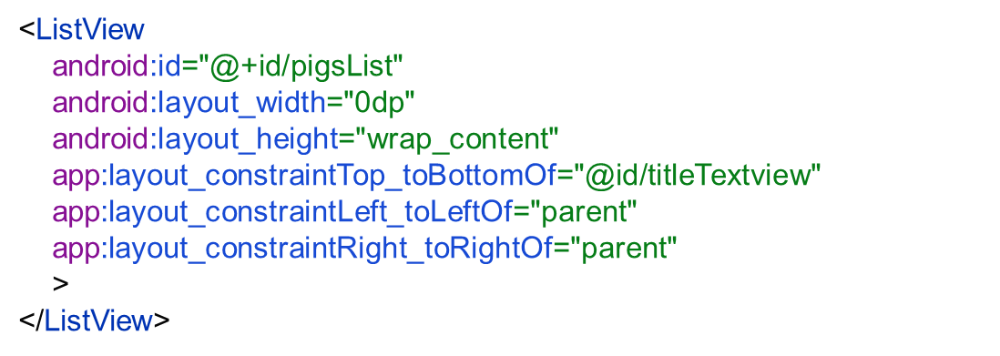 <ListView
    android:id="@+id/pigsList"
    android:layout_width="0dp"
    android:layout_height="wrap_content"
    app:layout_constraintTop_toBottomOf="@id/titleTextview"
    app:layout_constraintLeft_toLeftOf="parent"
    app:layout_constraintRight_toRightOf="parent"
    >
</ListView>